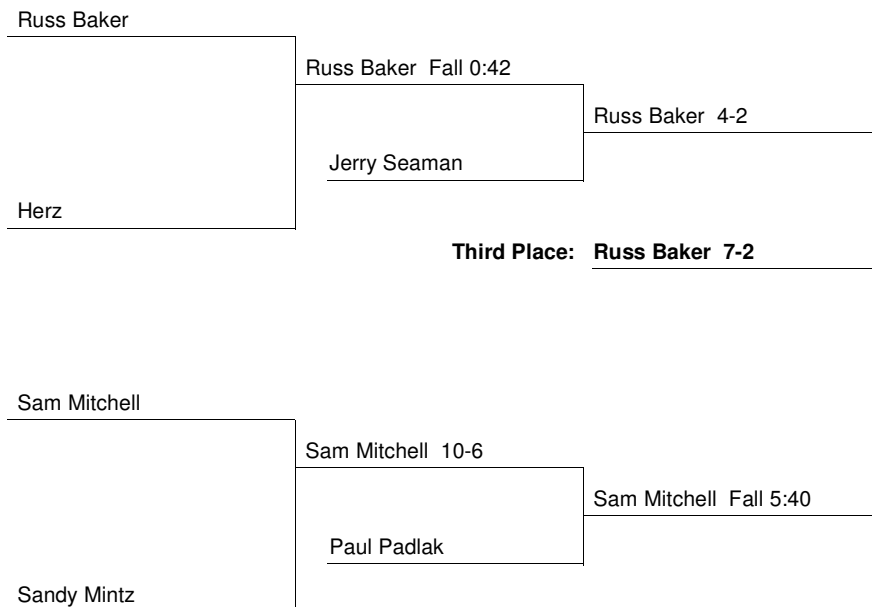 Russ Baker
Russ Baker Fall 0:42
Russ Baker 4-2
Jerry Seaman
Herz
Third Place: Russ Baker 7-2
Sam Mitchell
Sam Mitchell 10-6
Sam Mitchell Fall 5:40
Paul Padlak
Sandy Mintz